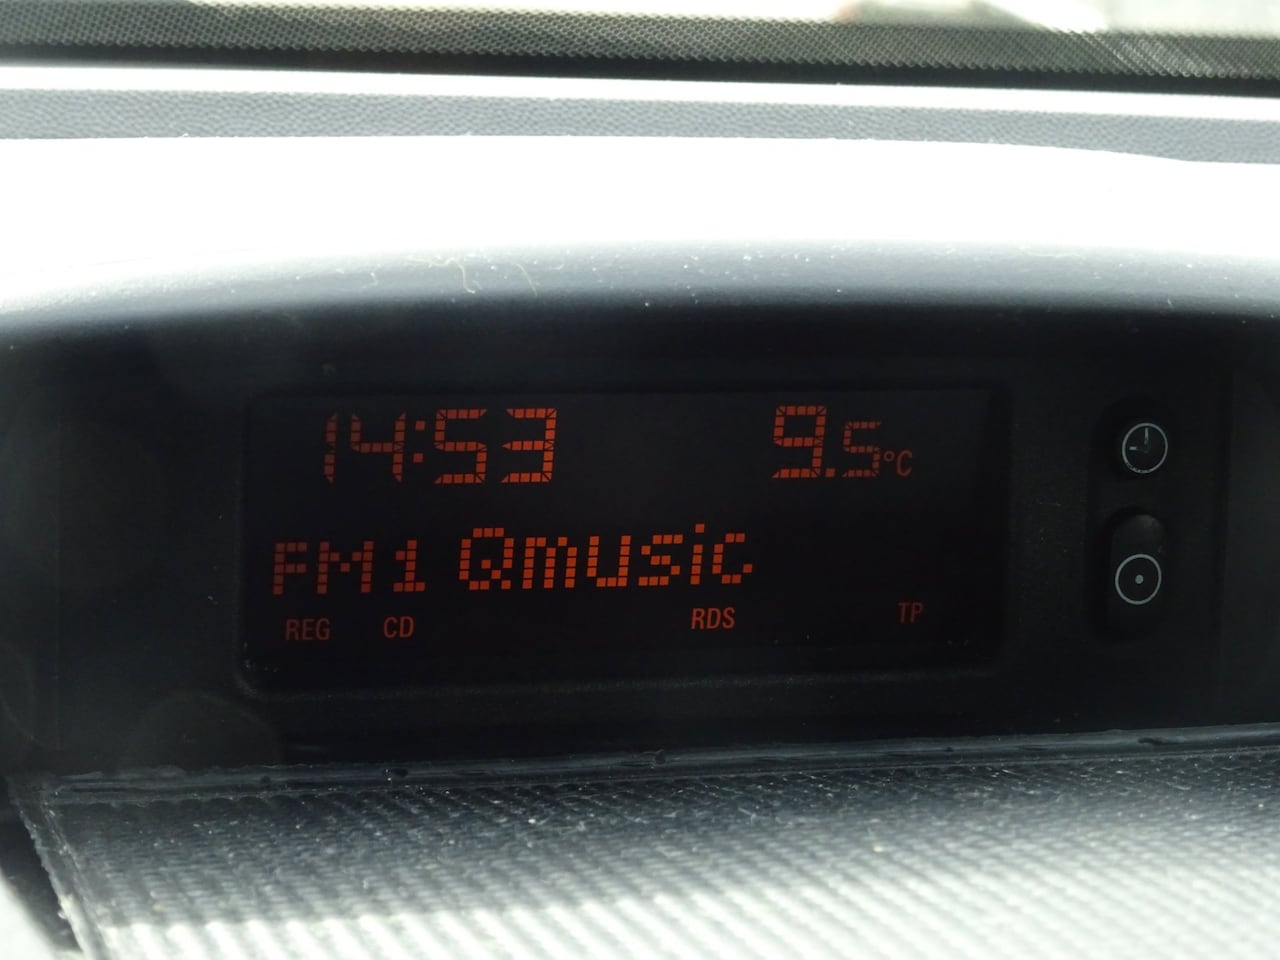 14:53 9.5°C
FM1 Qmusic
REG CD RDS TP